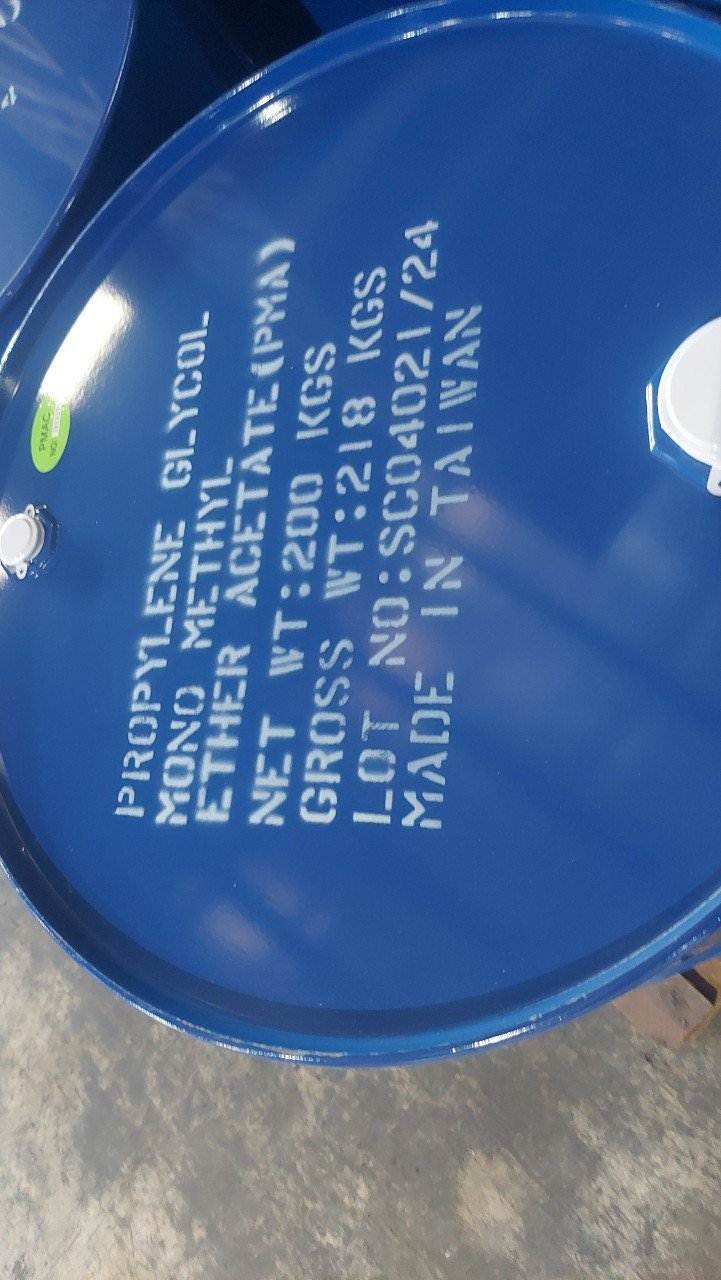 PROPYLENE GLYCOL
MONO METHYL
ETHER ACETATE(PMA)
NET WT:200 KGS
GROSS WT:218 KGS
LOT NO:SC04021/24
MADE IN TAIWAN
PMAC